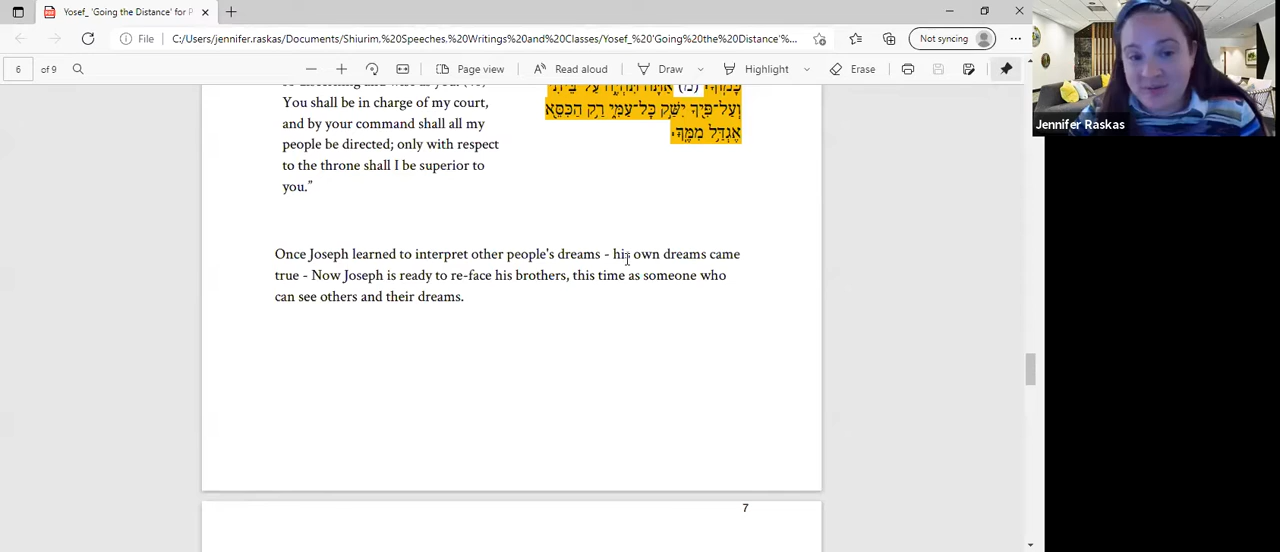 Yosef_ 'Going the Distance' for P
File
C:/Users/jennifer.raskas/Documents/Shiurim.%20Speeches.%20Writings%20and%20Classes/Yosef_%20'Going%20the%20Distance'%...
Not syncing
6 of 9
Page view
Read aloud
Draw
Highlight
Erase
You shall be in charge of my court,
and by your command shall all my
people be directed; only with respect
to the throne shall I be superior to
you.”
כָּמֽוֹךָ׃ (מ) אַתָּה֙ תִּהְיֶ֣ה עַל־בֵּיתִ֔י
וְעַל־פִּ֖יךָ יִשַּׁ֣ק כׇּל־עַמִּ֑י רַ֥ק הַכִּסֵּ֖א
אֶגְדַּ֥ל מִמֶּֽךָּ׃
Once Joseph learned to interpret other people's dreams - his own dreams came
true - Now Joseph is ready to re-face his brothers, this time as someone who
can see others and their dreams.
7
Jennifer Raskas